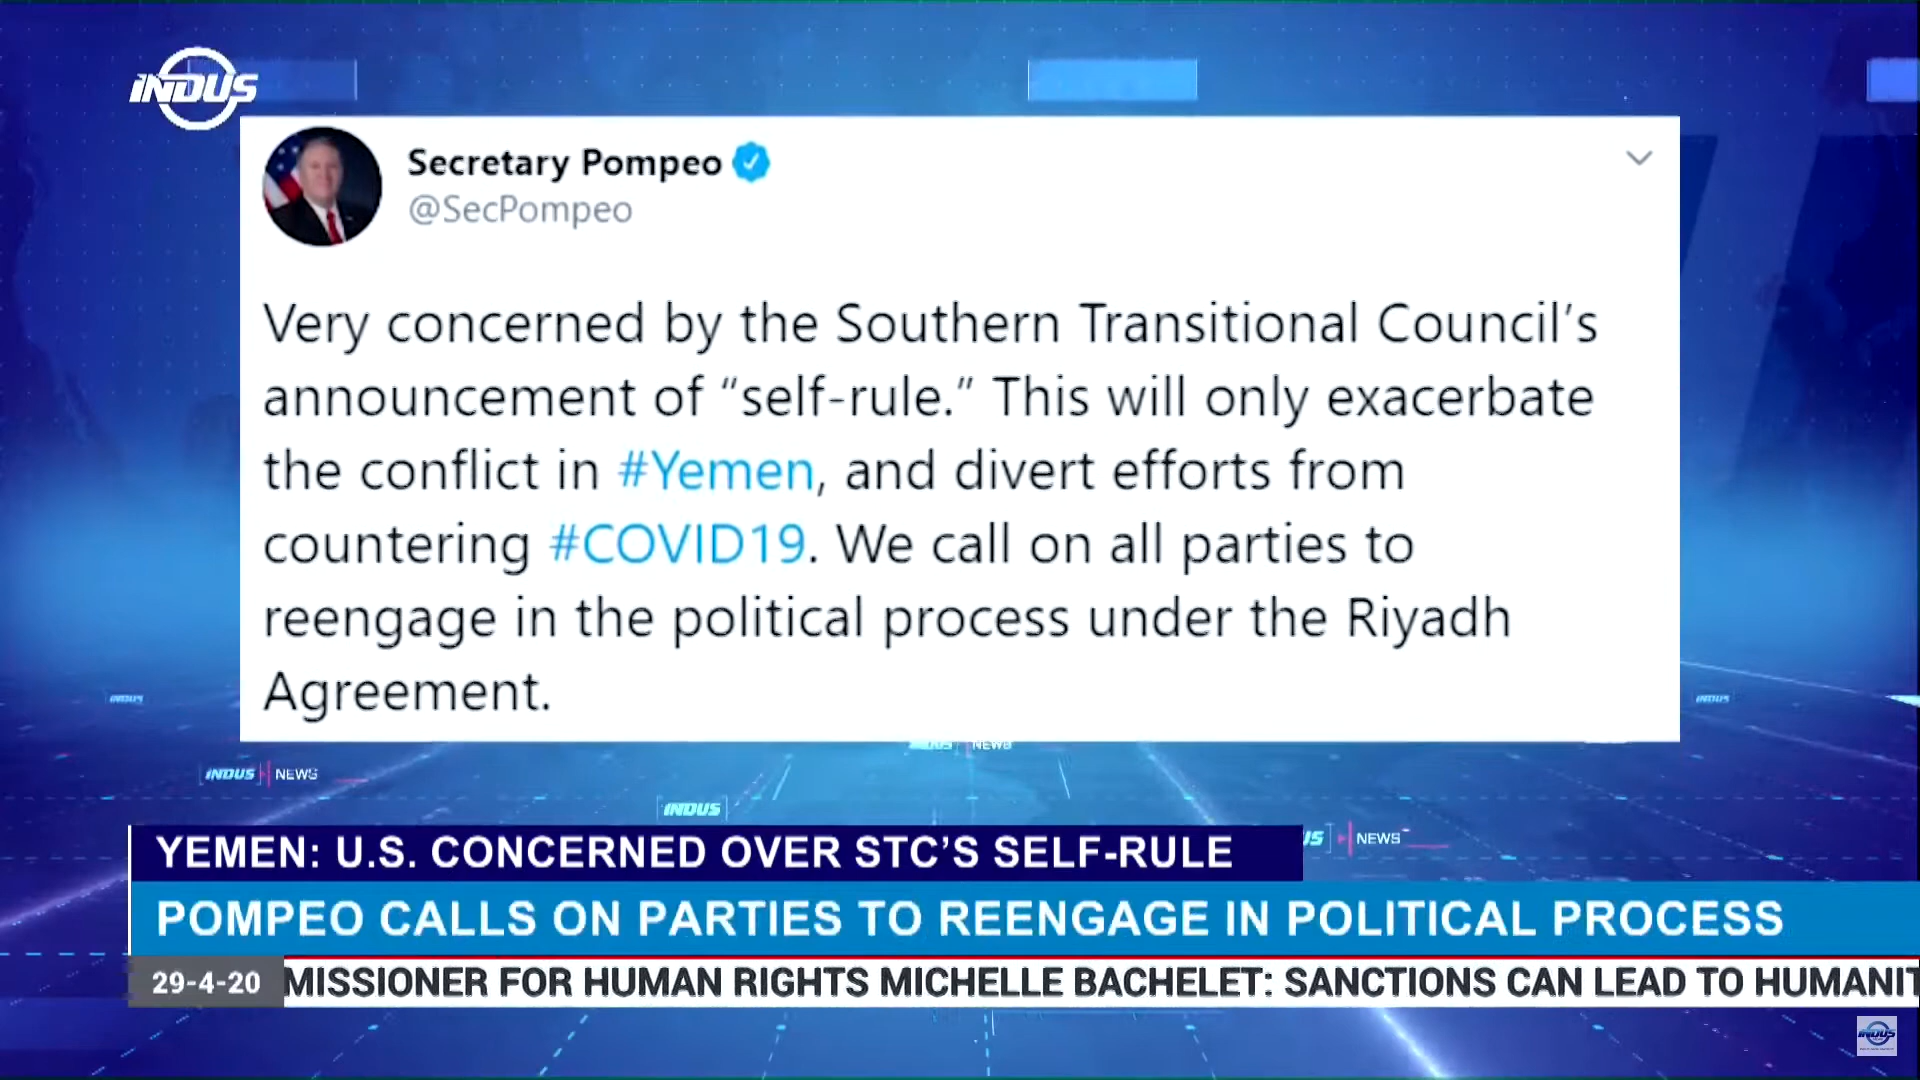 INDUS
Secretary Pompeo
@SecPompeo
Very concerned by the Southern Transitional Council’s
announcement of “self-rule.” This will only exacerbate
the conflict in #Yemen, and divert efforts from
countering #COVID19. We call on all parties to
reengage in the political process under the Riyadh
Agreement.
INDUS
INDUS
NEWS
INDUS NEWS
INDUS
NEWS
YEMEN: U.S. CONCERNED OVER STC’S SELF-RULE
POMPEO CALLS ON PARTIES TO REENGAGE IN POLITICAL PROCESS
29-4-20 MISSIONER FOR HUMAN RIGHTS MICHELLE BACHELET: SANCTIONS CAN LEAD TO HUMANIT
INDUS